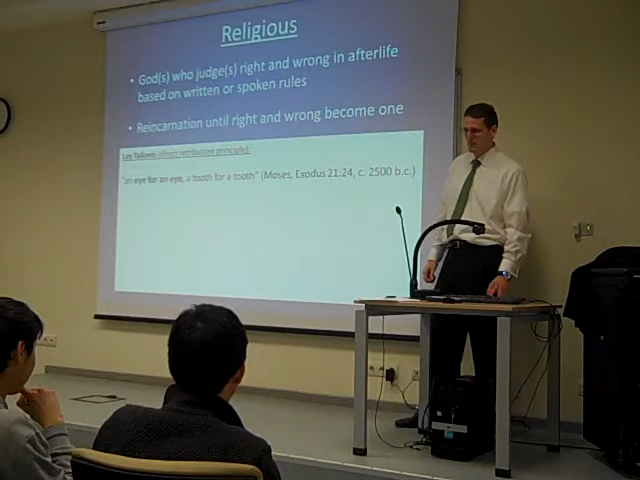 Religious
• God(s) who judge(s) right and wrong in afterlife
based on written or spoken rules
• Reincarnation until right and wrong become one
Lex Talionis (direct retribution principle):
"an eye for an eye, a tooth for a tooth" (Moses, Exodus 21:24, c. 2500 b.c.)